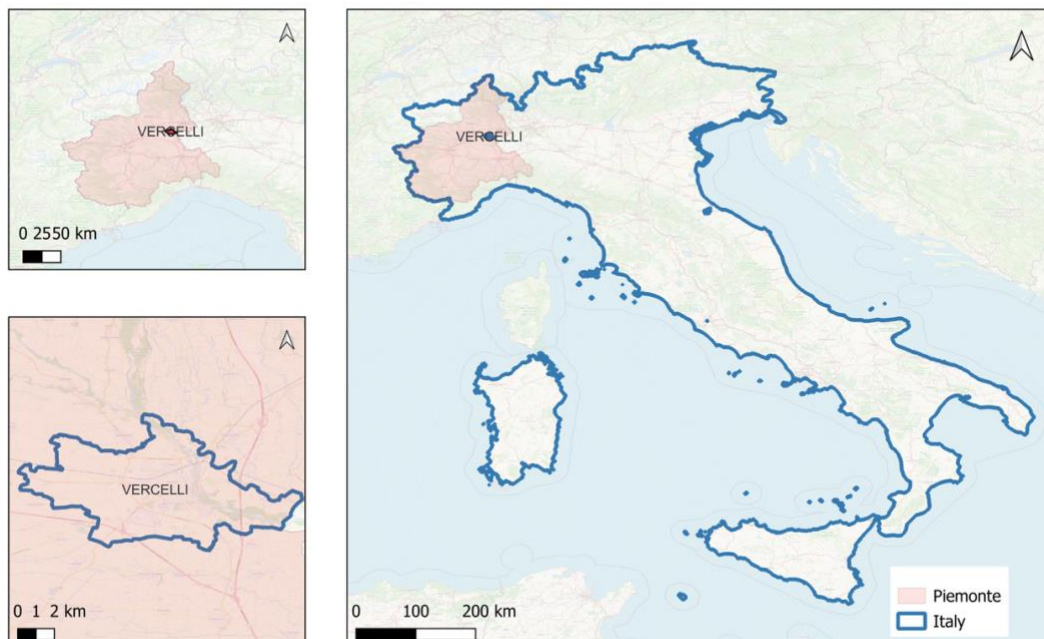 VERCELLI
0 2550 km
VERCELLI
0 1 2 km
VERCELLI
0 100 200 km
Piemonte
Italy